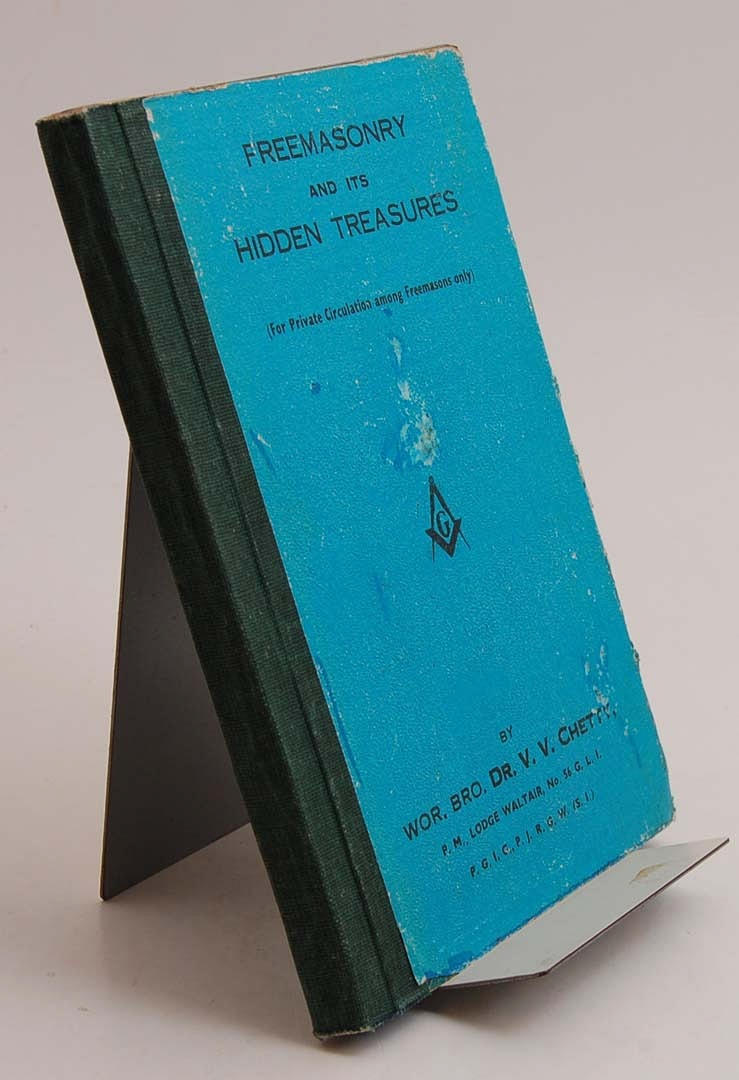 FREEMASONRY
AND ITS
HIDDEN TREASURES
(For Private Circulation among Freemasons only)
G
BY
WOR. BRO. DR. V. V. CHETTY,
P. M., LODGE WALTAIR, No. 56 G. L. I.
P. G. I. G., P. J. R. G. W. (S. I.)